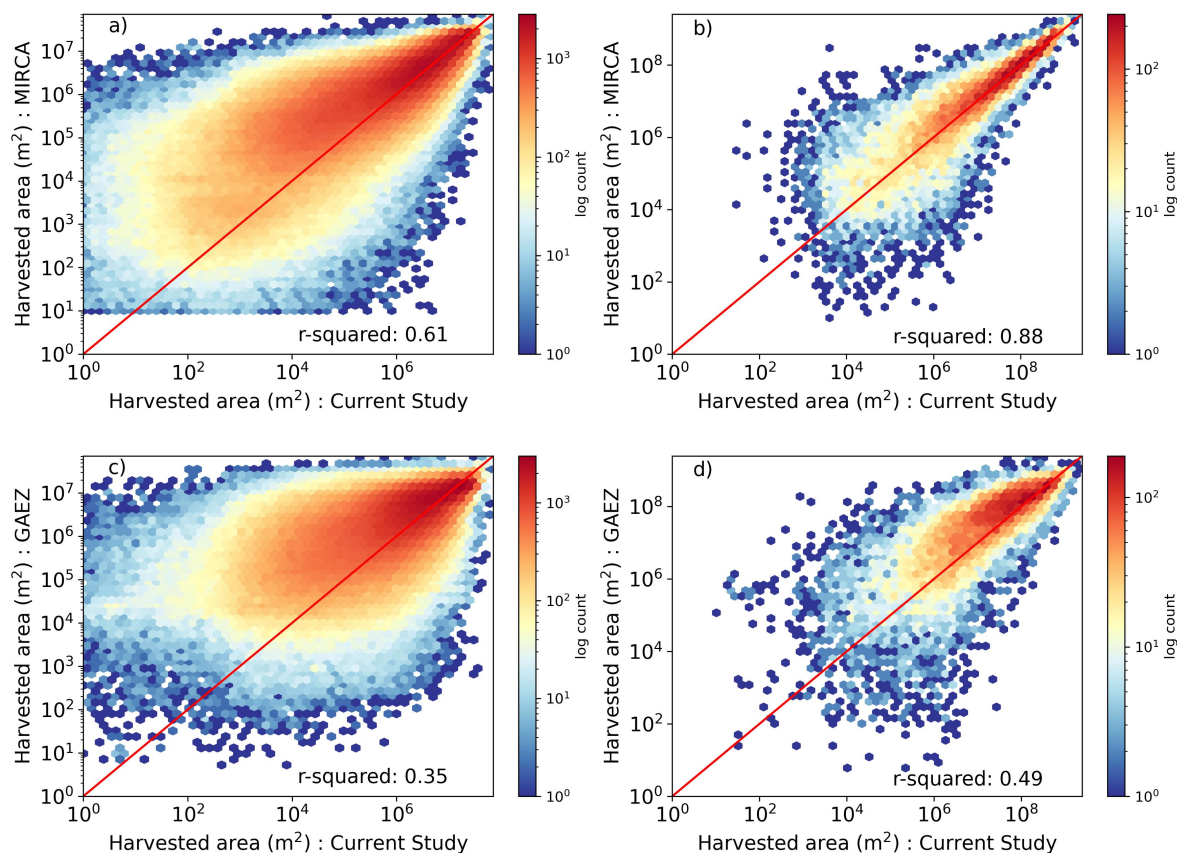 a)
Harvested area (m²) : MIRCA
10⁷
10⁶
10⁵
10⁴
10³
10²
10¹
10⁰
r-squared: 0.61
10⁰ 10² 10⁴ 10⁶
Harvested area (m²) : Current Study
10³
10²
10¹
10⁰
log count
b)
Harvested area (m²) : MIRCA
10⁸
10⁶
10⁴
10²
10⁰
r-squared: 0.88
10⁰ 10² 10⁴ 10⁶ 10⁸
Harvested area (m²) : Current Study
10²
10¹
10⁰
log count
c)
Harvested area (m²) : GAEZ
10⁷
10⁶
10⁵
10⁴
10³
10²
10¹
10⁰
r-squared: 0.35
10⁰ 10² 10⁴ 10⁶
Harvested area (m²) : Current Study
10³
10²
10¹
10⁰
log count
d)
Harvested area (m²) : GAEZ
10⁸
10⁶
10⁴
10²
10⁰
r-squared: 0.49
10⁰ 10² 10⁴ 10⁶ 10⁸
Harvested area (m²) : Current Study
10²
10¹
10⁰
log count